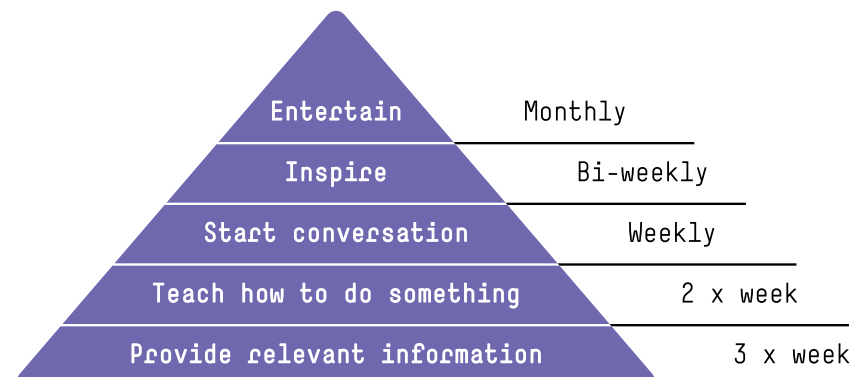 Entertain Monthly
Inspire Bi-weekly
Start conversation Weekly
Teach how to do something 2 x week
Provide relevant information 3 x week